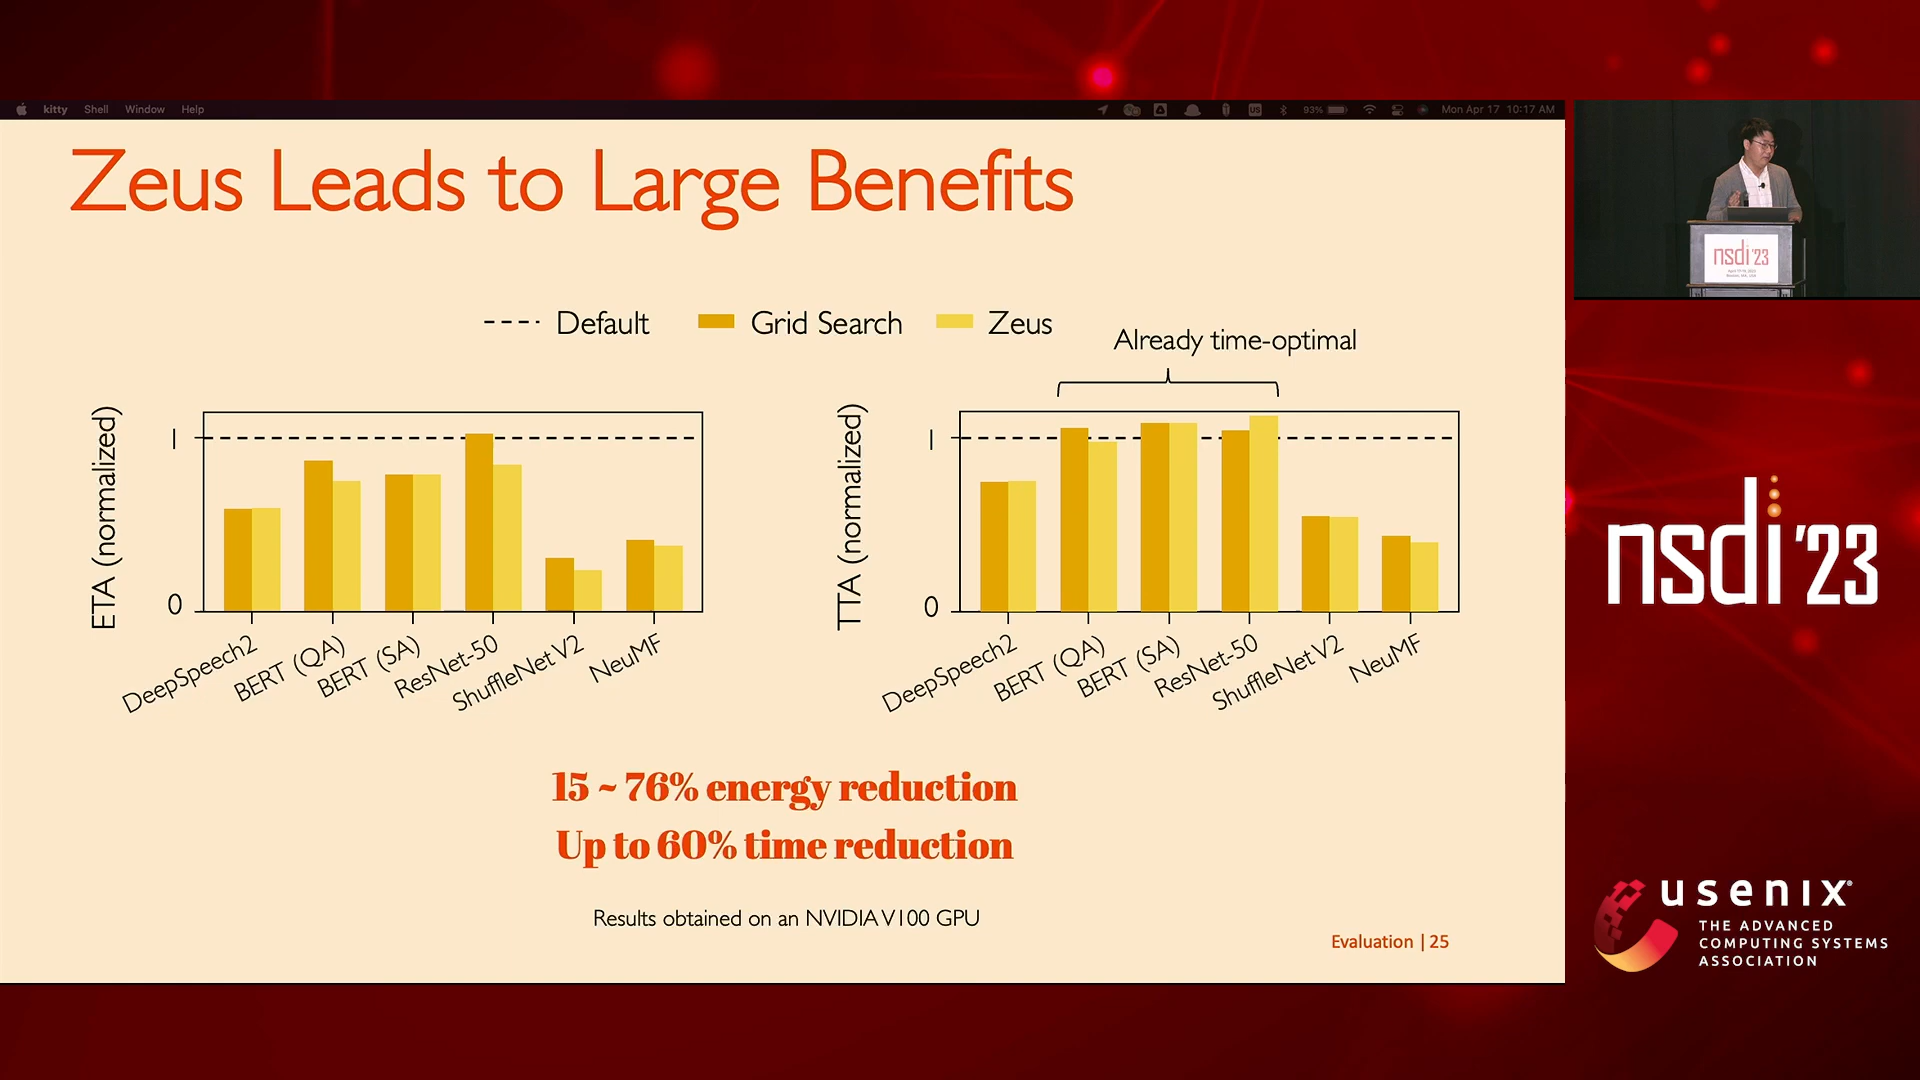 kitty Shell Window Help
US 93% Mon Apr 17 10:17 AM
Zeus Leads to Large Benefits
Default Grid Search Zeus
Already time-optimal
ETA (normalized)
1
0
DeepSpeech2
BERT (QA)
BERT (SA)
ResNet-50
ShuffleNet V2
NeuMF
TTA (normalized)
1
0
DeepSpeech2
BERT (QA)
BERT (SA)
ResNet-50
ShuffleNet V2
NeuMF
15 ~ 76% energy reduction
Up to 60% time reduction
Results obtained on an NVIDIA V100 GPU
Evaluation | 25
nsdi '23
nsdi '23
usenix®
THE ADVANCED
COMPUTING SYSTEMS
ASSOCIATION